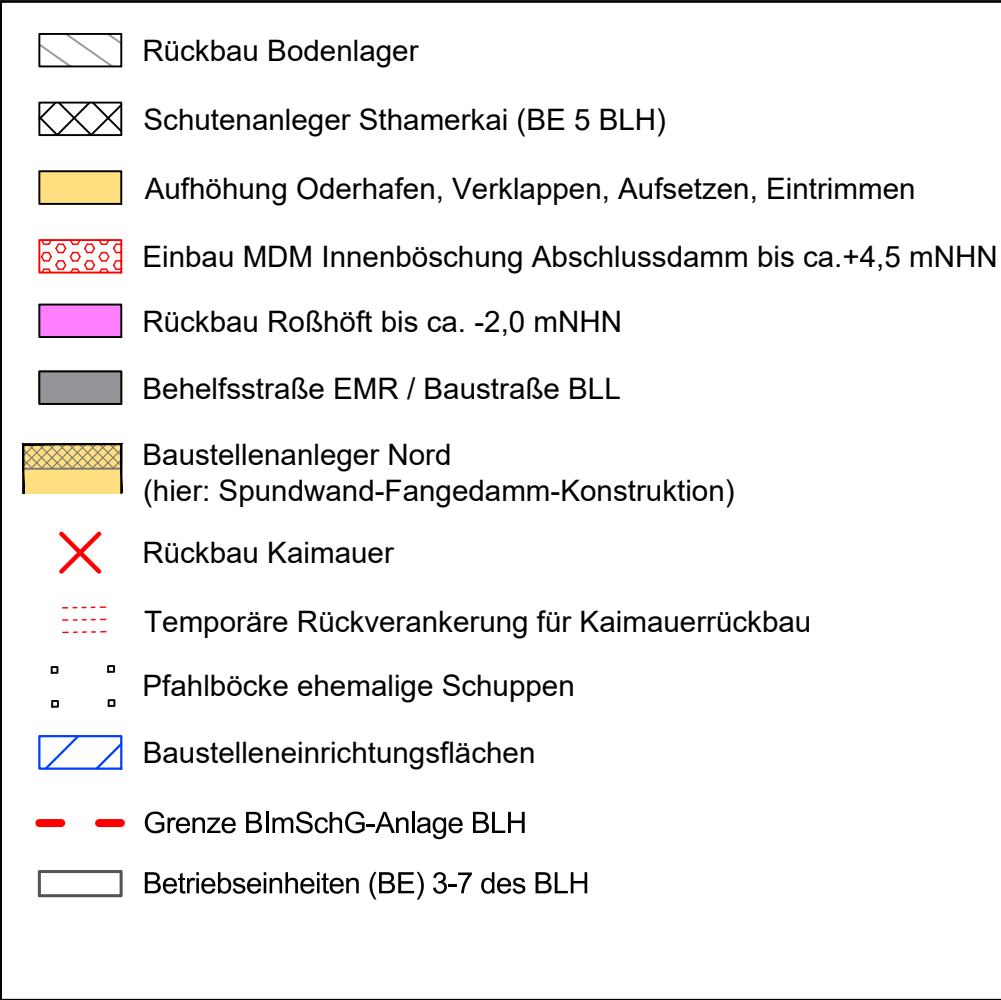 Rückbau Bodenlager
Schutenanleger Sthamerkai (BE 5 BLH)
Aufhöhung Oderhafen, Verklappen, Aufsetzen, Eintrimmen
Einbau MDM Innenböschung Abschlussdamm bis ca.+4,5 mNHN
Rückbau Roßhöft bis ca. -2,0 mNHN
Behelfsstraße EMR / Baustraße BLL
Baustellenanleger Nord
(hier: Spundwand-Fangedamm-Konstruktion)
Rückbau Kaimauer
Temporäre Rückverankerung für Kaimauerrückbau
Pfahlböcke ehemalige Schuppen
Baustelleneinrichtungsflächen
Grenze BImSchG-Anlage BLH
Betriebseinheiten (BE) 3-7 des BLH